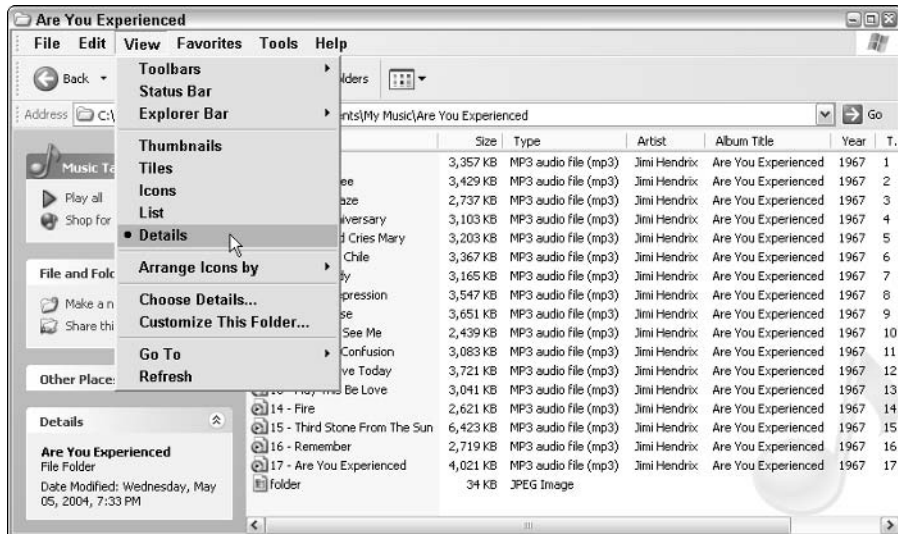 Are You Experienced
File Edit View Favorites Tools Help
Back lders
Address C:\ ents\My Music\Are You Experienced Go
Toolbars
Status Bar
Explorer Bar
Thumbnails
Tiles
Icons
List
Details
Arrange Icons by
Choose Details...
Customize This Folder...
Go To
Refresh
Music Ta
Play all
Shop for
File and Fold
Make a n
Share thi
Other Places
Details
Are You Experienced
File Folder
Date Modified: Wednesday, May
05, 2004, 7:33 PM
Size Type Artist Album Title Year T.
3,357 KB MP3 audio file (mp3) Jimi Hendrix Are You Experienced 1967 1
ee 3,429 KB MP3 audio file (mp3) Jimi Hendrix Are You Experienced 1967 2
aze 2,737 KB MP3 audio file (mp3) Jimi Hendrix Are You Experienced 1967 3
iversary 3,103 KB MP3 audio file (mp3) Jimi Hendrix Are You Experienced 1967 4
d Cries Mary 3,203 KB MP3 audio file (mp3) Jimi Hendrix Are You Experienced 1967 5
Chile 3,367 KB MP3 audio file (mp3) Jimi Hendrix Are You Experienced 1967 6
dy 3,165 KB MP3 audio file (mp3) Jimi Hendrix Are You Experienced 1967 7
pression 3,547 KB MP3 audio file (mp3) Jimi Hendrix Are You Experienced 1967 8
se 3,651 KB MP3 audio file (mp3) Jimi Hendrix Are You Experienced 1967 9
See Me 2,439 KB MP3 audio file (mp3) Jimi Hendrix Are You Experienced 1967 10
Confusion 3,083 KB MP3 audio file (mp3) Jimi Hendrix Are You Experienced 1967 11
ve Today 3,721 KB MP3 audio file (mp3) Jimi Hendrix Are You Experienced 1967 12
Be Love 3,041 KB MP3 audio file (mp3) Jimi Hendrix Are You Experienced 1967 13
14 - Fire 2,621 KB MP3 audio file (mp3) Jimi Hendrix Are You Experienced 1967 14
15 - Third Stone From The Sun 6,423 KB MP3 audio file (mp3) Jimi Hendrix Are You Experienced 1967 15
16 - Remember 2,719 KB MP3 audio file (mp3) Jimi Hendrix Are You Experienced 1967 16
17 - Are You Experienced 4,021 KB MP3 audio file (mp3) Jimi Hendrix Are You Experienced 1967 17
folder 34 KB JPEG Image